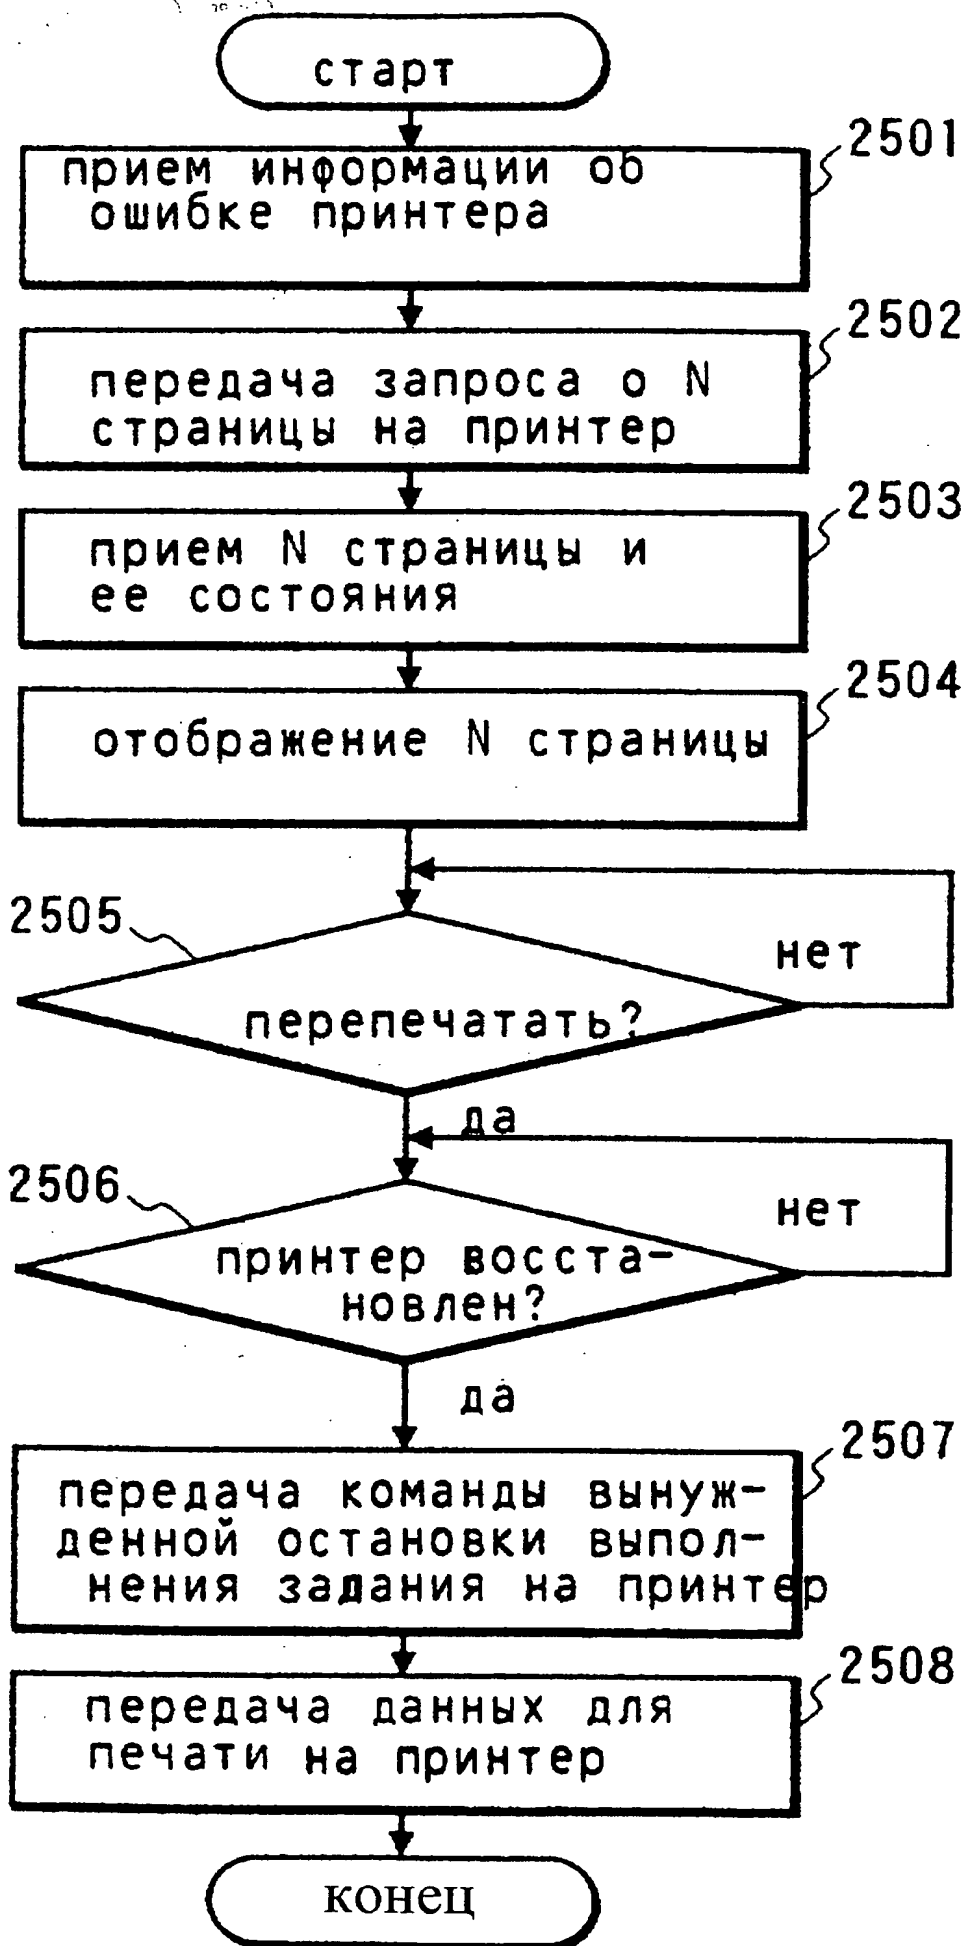 старт
2501
прием информации об
ошибке принтера
2502
передача запроса о N
страницы на принтер
2503
прием N страницы и
ее состояния
2504
отображение N страницы
2505
нет
перепечатать?
да
2506
нет
принтер восста-
новлен?
да
2507
передача команды вынуж-
денной остановки выпол-
нения задания на принтер
2508
передача данных для
печати на принтер
конец